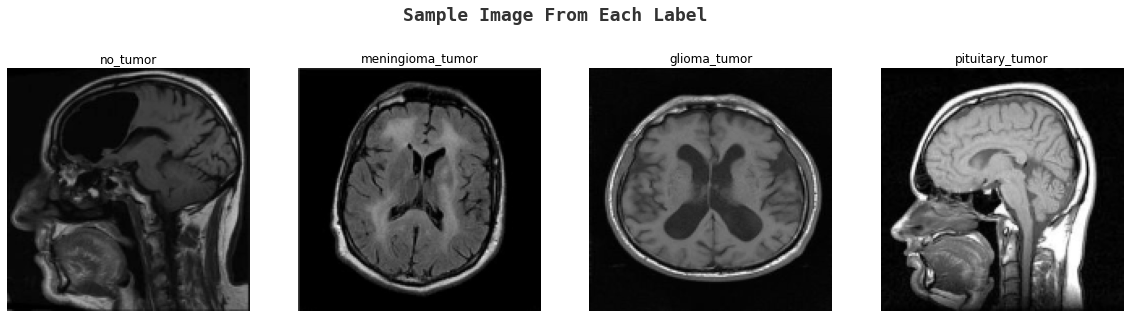 Sample Image From Each Label
no_tumor
meningioma_tumor
glioma_tumor
pituitary_tumor